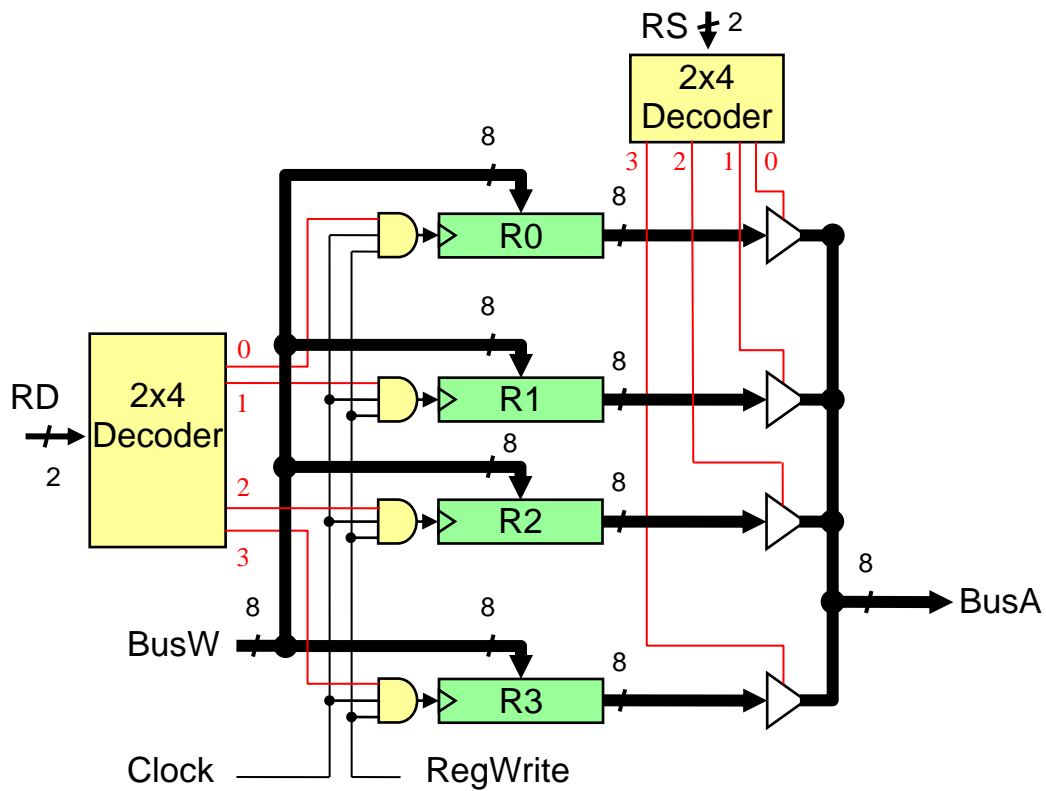 RS 2
2x4
Decoder
3 2 1 0
8
8
R0
8
8
R1
0
1
2x4
Decoder
RD
2
8
8
R2
2
3
8
BusA
8
BusW
8
8
R3
Clock
RegWrite